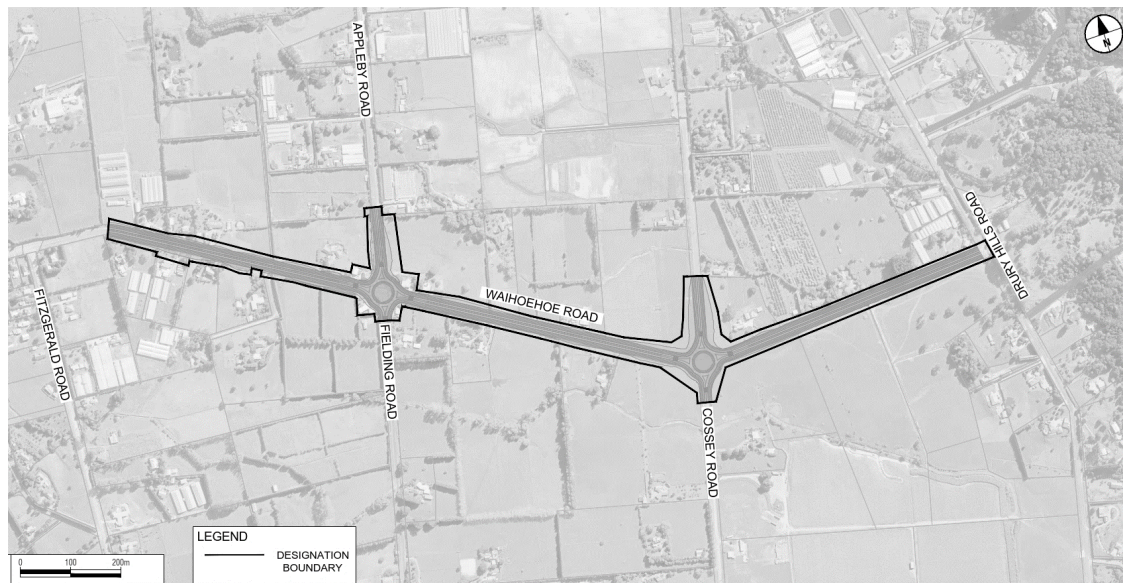 APPLEBY ROAD
N
DRURY HILLS ROAD
WAIHOEHOE ROAD
FITZGERALD ROAD
FIELDING ROAD
COSSEY ROAD
LEGEND
DESIGNATION
BOUNDARY
0 100 200m